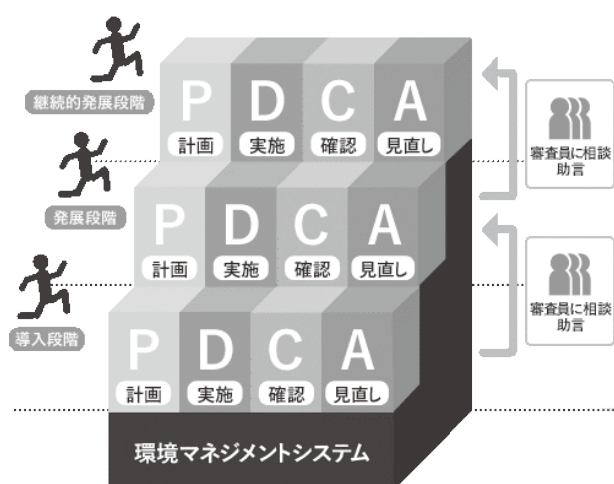 継続的発展段階
P D C A
計画 実施 確認 見直し
審査員に相談
助言
発展段階
P D C A
計画 実施 確認 見直し
審査員に相談
助言
導入段階
P D C A
計画 実施 確認 見直し
環境マネジメントシステム